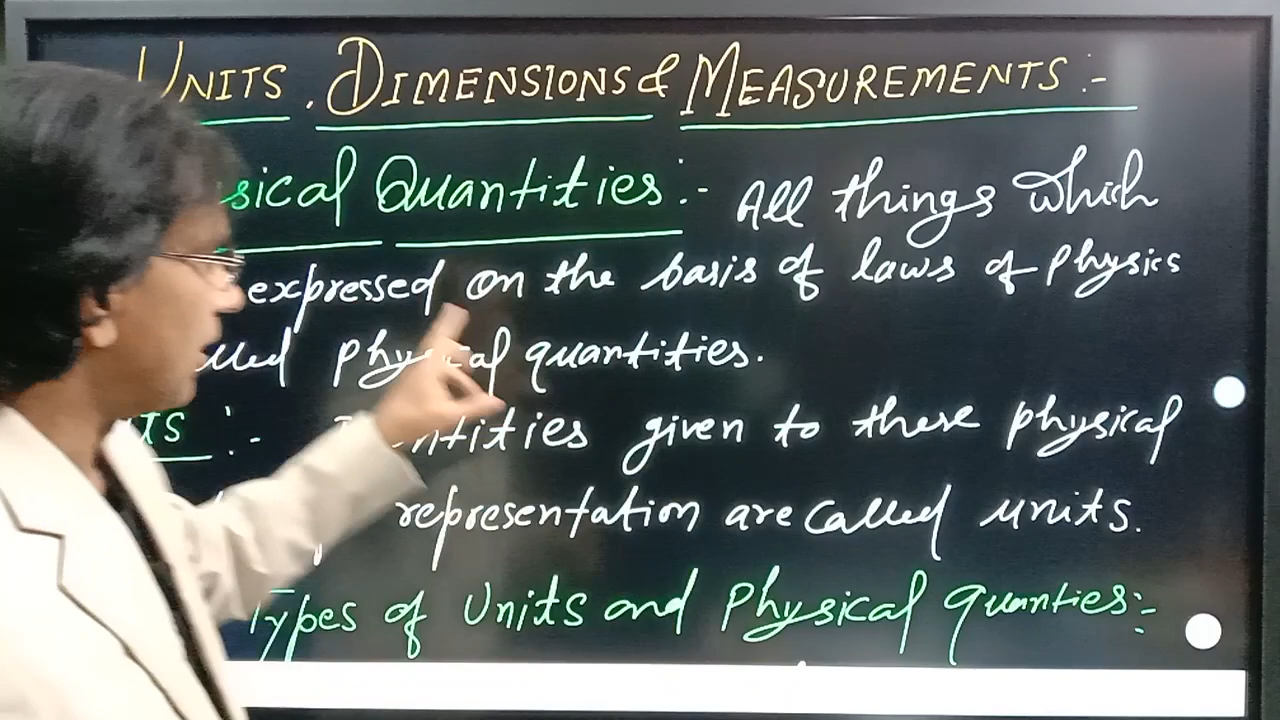 UNITS, DIMENSIONS & MEASUREMENTS:-
sical Quantities:- All things which
expressed on the basis of laws of Physics
lled physical quantities.
TS :- entities given to these physical
representation are called units.
Types of Units and Physical quanties:-